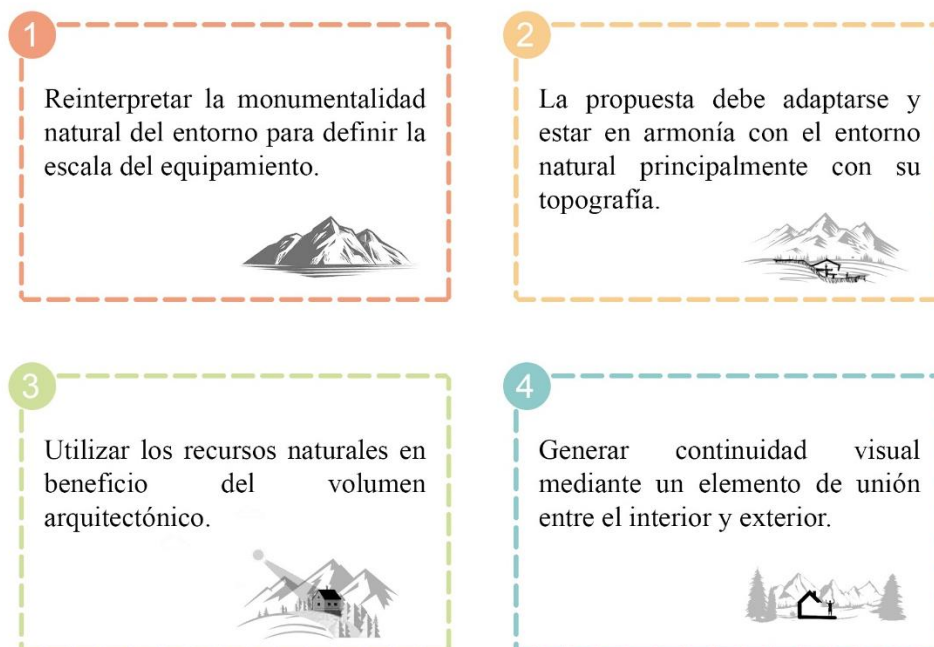 1
Reinterpretar la monumentalidad
natural del entorno para definir la
escala del equipamiento.
2
La propuesta debe adaptarse y
estar en armonía con el entorno
natural principalmente con su
topografía.
3
Utilizar los recursos naturales en
beneficio del volumen
arquitectónico.
4
Generar continuidad visual
mediante un elemento de unión
entre el interior y exterior.